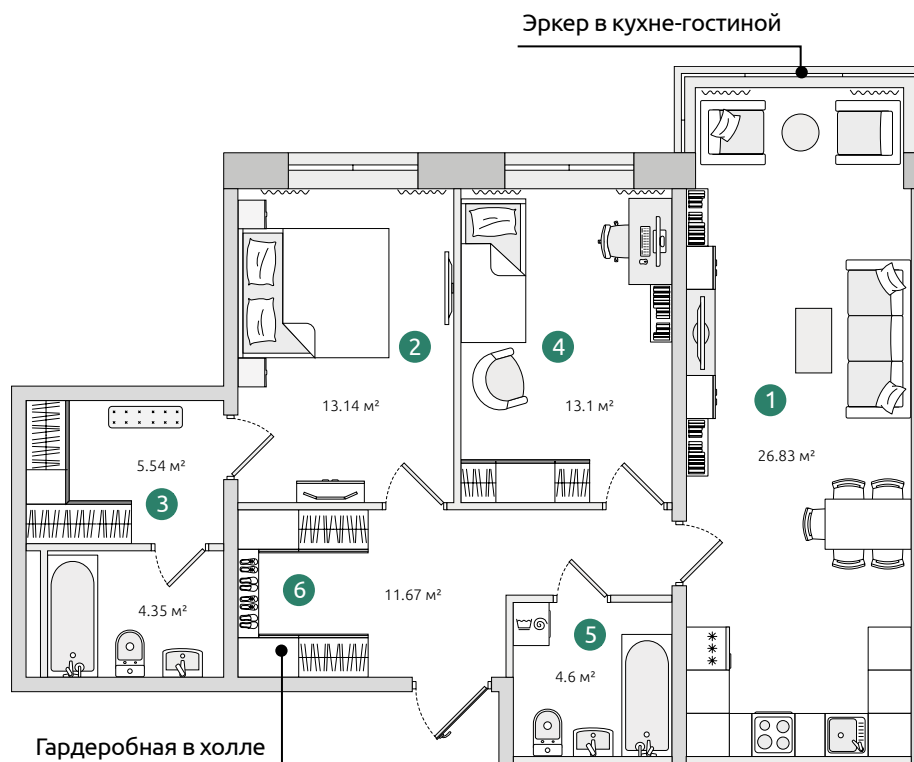 Эркер в кухне-гостиной
2
4
13.14 м²
13.1 м²
1
26.83 м²
5.54 м²
3
6
11.67 м²
4.35 м²
5
4.6 м²
Гардеробная в холле